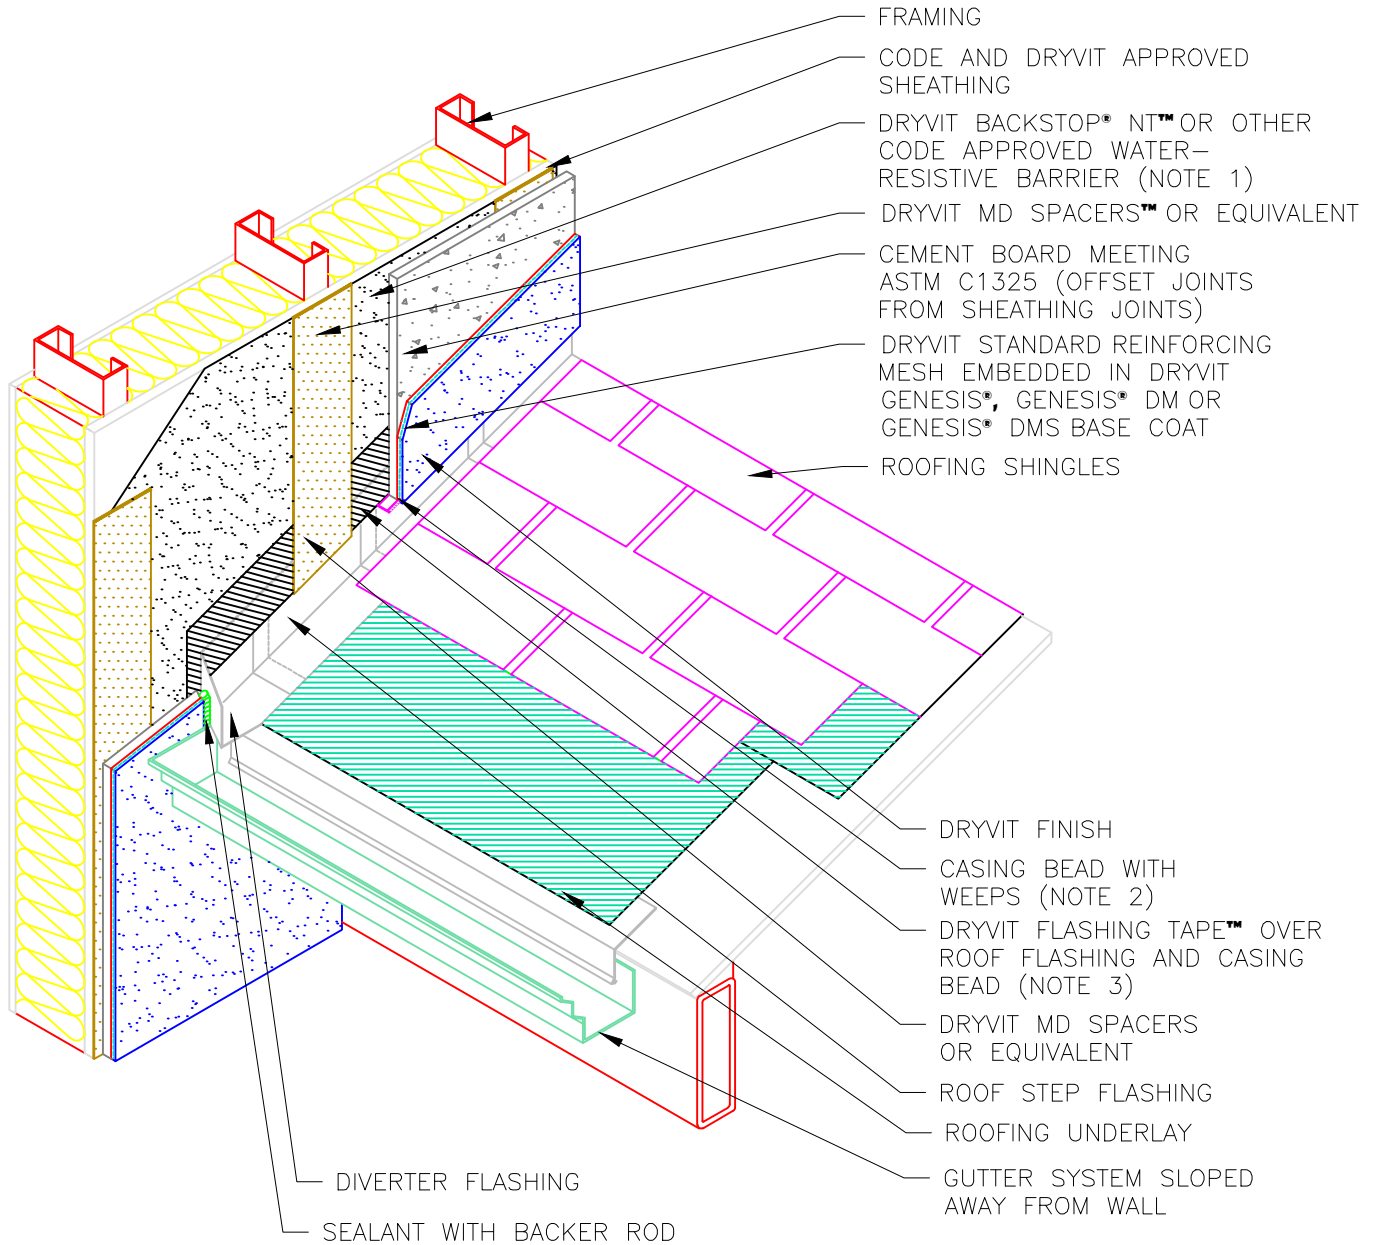 FRAMING
CODE AND DRYVIT APPROVED
SHEATHING
DRYVIT BACKSTOP® NT™ OR OTHER
CODE APPROVED WATER–
RESISTIVE BARRIER (NOTE 1)
DRYVIT MD SPACERS™ OR EQUIVALENT
CEMENT BOARD MEETING
ASTM C1325 (OFFSET JOINTS
FROM SHEATHING JOINTS)
DRYVIT STANDARD REINFORCING
MESH EMBEDDED IN DRYVIT
GENESIS®, GENESIS® DM OR
GENESIS® DMS BASE COAT
ROOFING SHINGLES
DRYVIT FINISH
CASING BEAD WITH
WEEPS (NOTE 2)
DRYVIT FLASHING TAPE™ OVER
ROOF FLASHING AND CASING
BEAD (NOTE 3)
DRYVIT MD SPACERS
OR EQUIVALENT
ROOF STEP FLASHING
ROOFING UNDERLAY
GUTTER SYSTEM SLOPED
AWAY FROM WALL
DIVERTER FLASHING
SEALANT WITH BACKER ROD